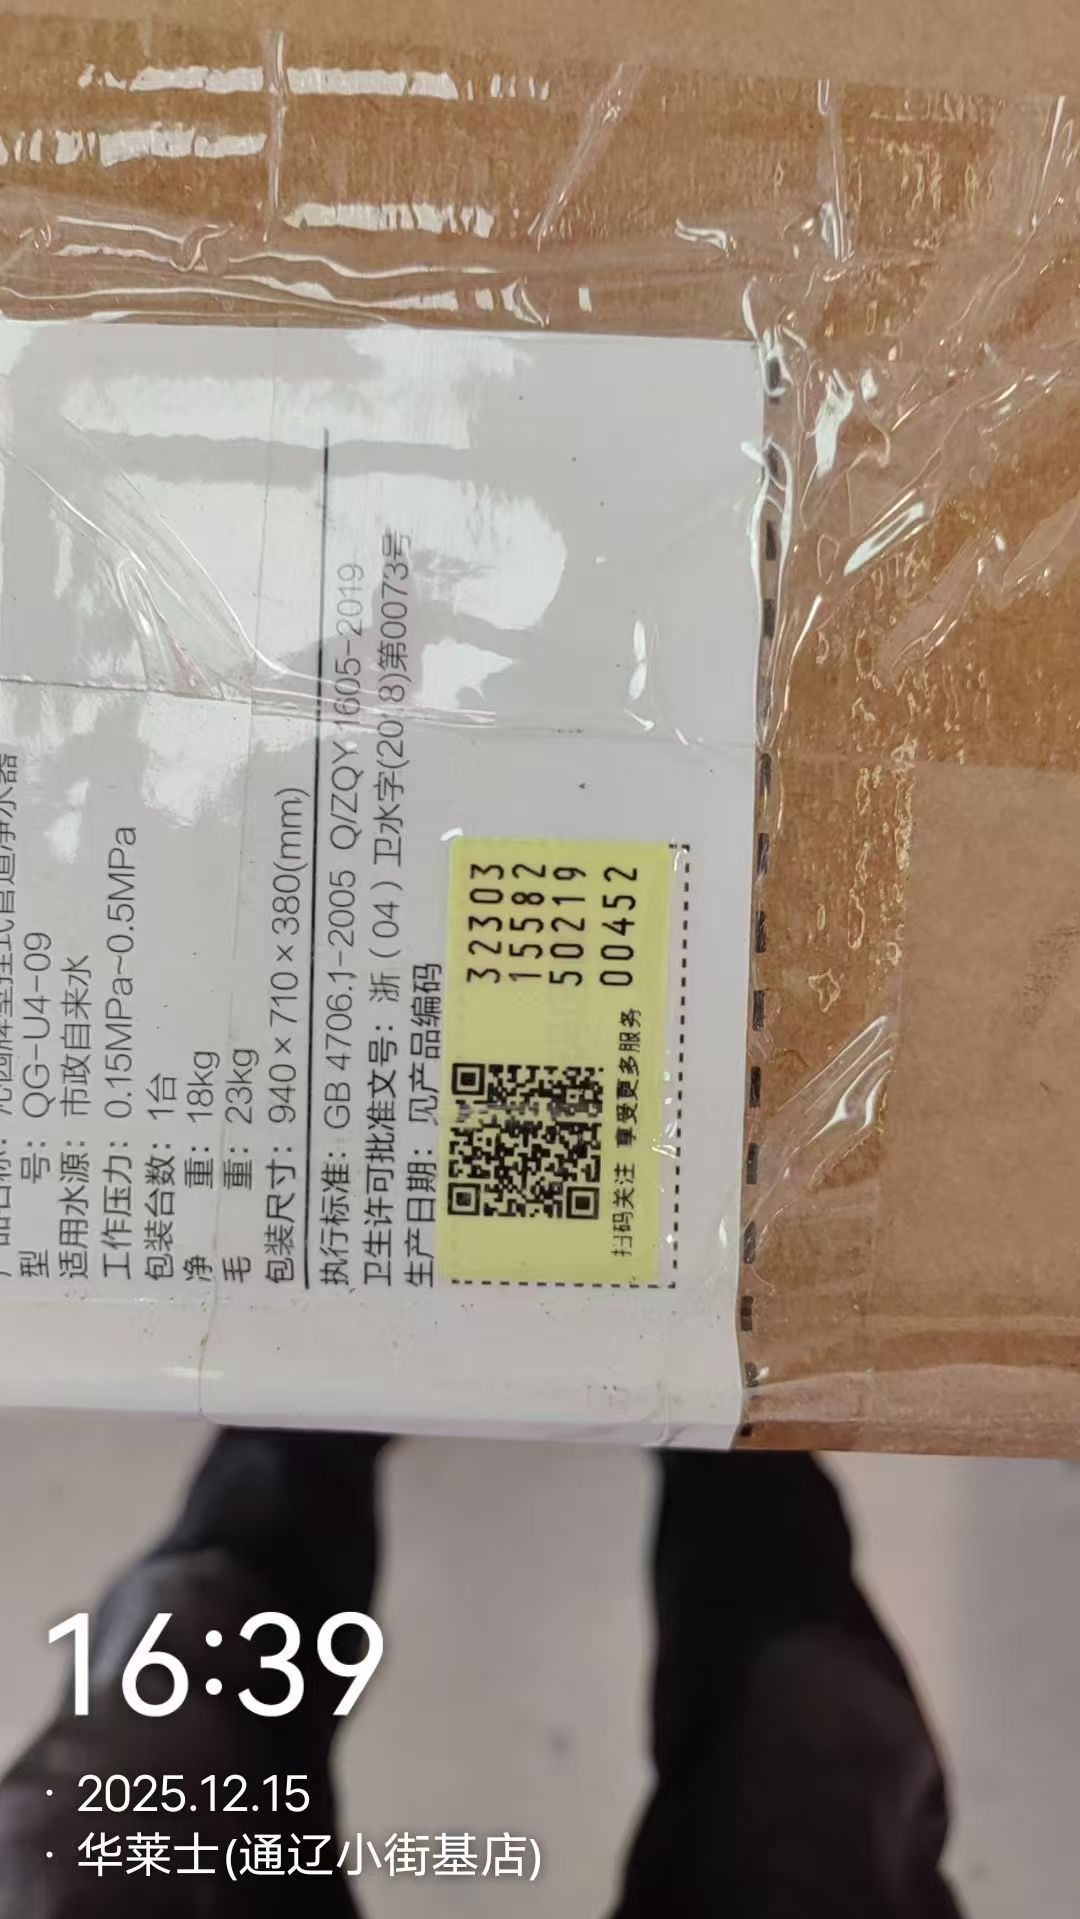 型 号：QG-U4-09
适用水源：市政自来水
工作压力：0.15MPa~0.5MPa
包装台数：1台
净 重：18kg
毛 重：23kg
包装尺寸：940×710×380(mm)
执行标准：GB 4706.1-2005 Q/ZQY 1605-2019
卫生许可批准文号：浙（04）卫水字(2018)第0073号
生产日期：见产品编码
32303
15582
50219
00452
扫码关注 享受更多服务
16:39
· 2025.12.15
· 华莱士(通辽小街基店)